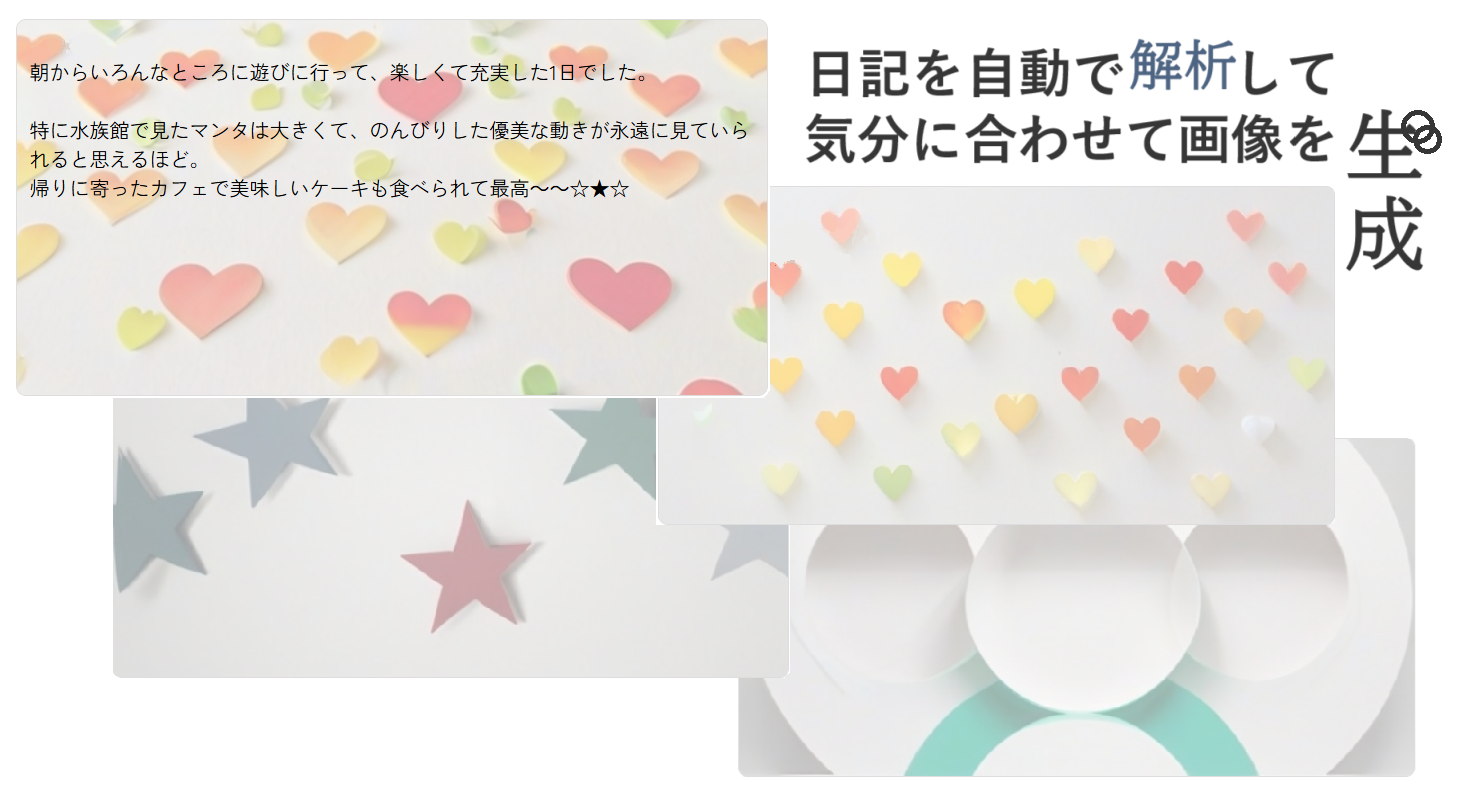 朝からいろんなところに遊びに行って、楽しくて充実した1日でした。
特に水族館で見たマンタは大きくて、のんびりした優美な動きが永遠に見ていら
れると思えるほど。
帰りに寄ったカフェで美味しいケーキも食べられて最高~~☆★☆
日記を自動で解析して
気分に合わせて画像を
生成